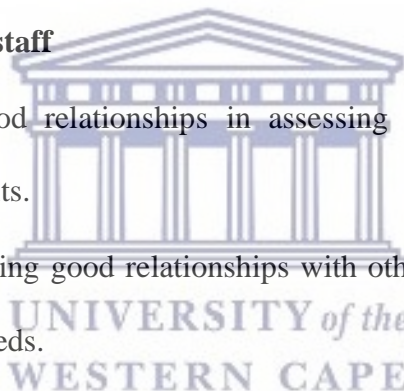 staff
od relationships in assessing
ts.
ing good relationships with oth
UNIVERSITY of the
eds.
WESTERN CAPE